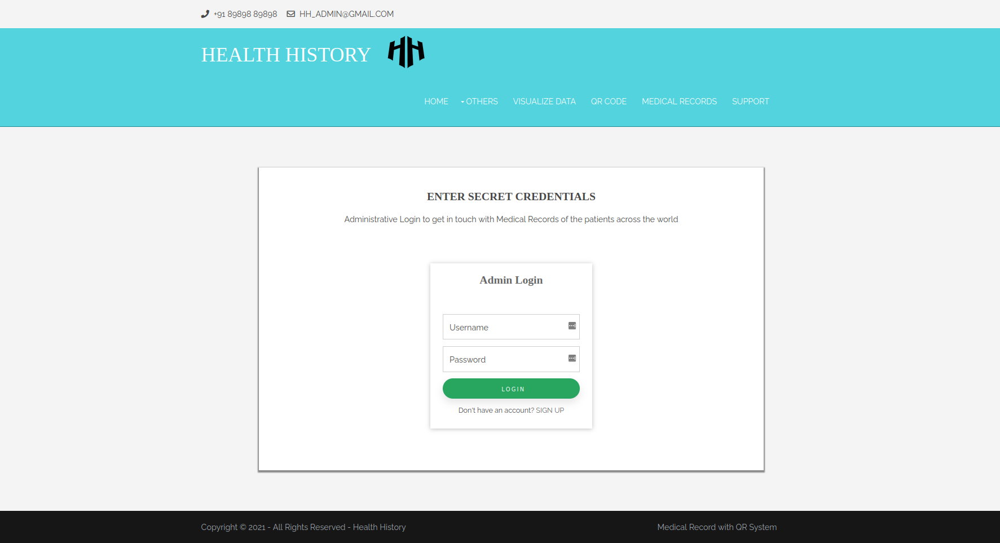 +91 89898 89898 HH_ADMIN@GMAIL.COM
HEALTH HISTORY HH
HOME OTHERS VISUALIZE DATA QR CODE MEDICAL RECORDS SUPPORT
ENTER SECRET CREDENTIALS
Administrative Login to get in touch with Medical Records of the patients across the world
Admin Login
Username
Password
LOGIN
Don't have an account? SIGN UP
Copyright © 2021 - All Rights Reserved - Health History Medical Record with QR System